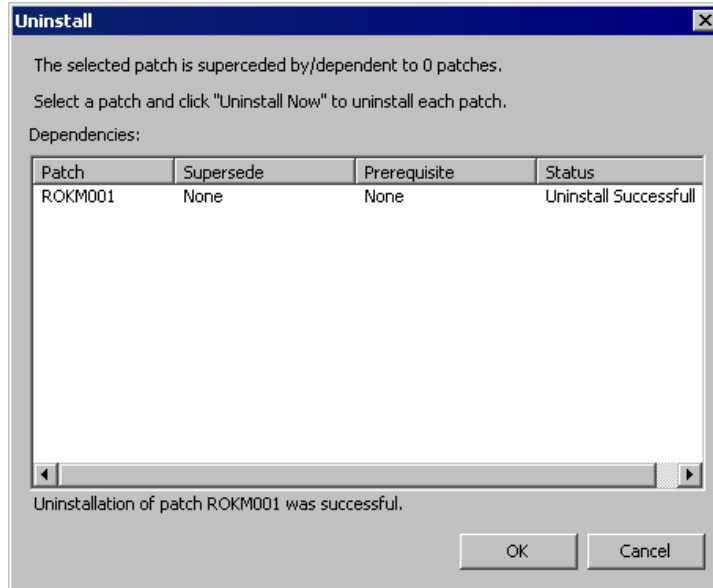 Uninstall
The selected patch is superceded by/dependent to 0 patches.
Select a patch and click "Uninstall Now" to uninstall each patch.
Dependencies:
Patch Supersede Prerequisite Status
ROKM001 None None Uninstall Successfull
Uninstallation of patch ROKM001 was successful.
OK Cancel